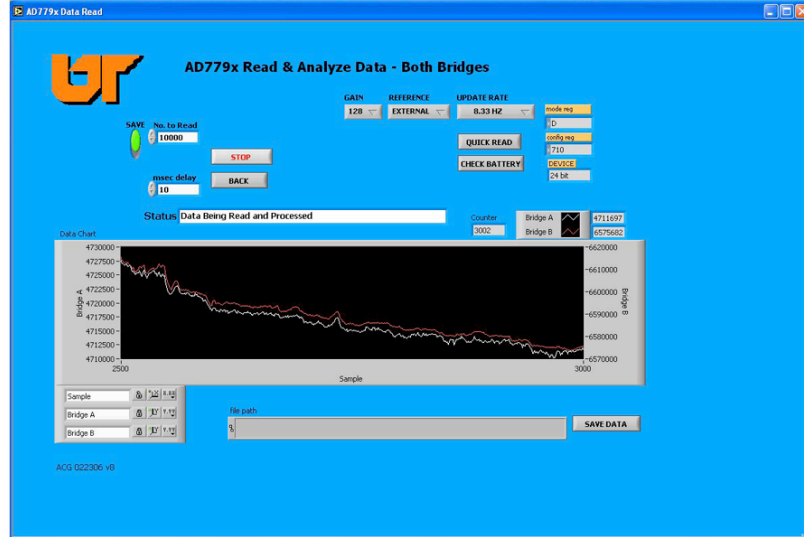 AD779x Data Read
UT
AD779x Read & Analyze Data - Both Bridges
GAIN REFERENCE UPDATE RATE
128 EXTERNAL 8.33 HZ
mode reg
D
config reg
710
DEVICE
24 bit
SAVE No. to Read
10000
QUICK READ
STOP
CHECK BATTERY
msec delay
10
BACK
Status Data Being Read and Processed
Counter
3002
Bridge A 4711697
Bridge B 6575682
Data Chart
4730000
4727500
4725000
4722500
4720000
4717500
4715000
4712500
4710000
Bridge A
6620000
6610000
6600000
6590000
6580000
6570000
Bridge B
2500 3000
Sample
Sample
Bridge A
Bridge B
file path
SAVE DATA
ACG 022306 v8